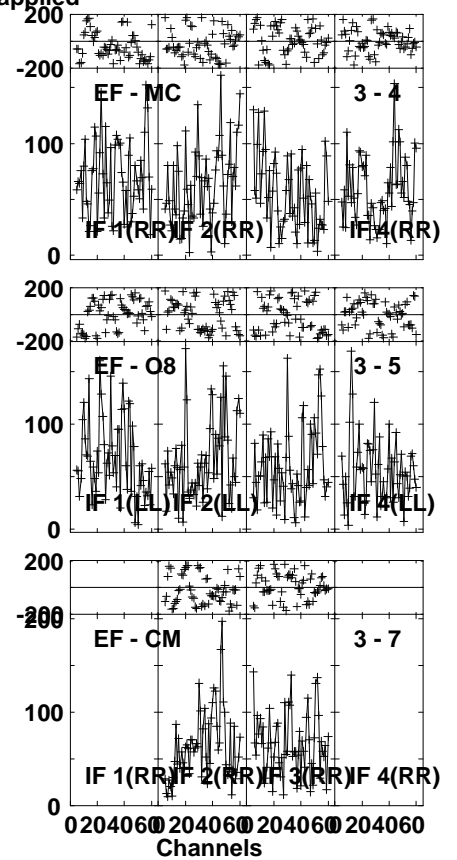 applied
200
-200
EF - MC 3 - 4
100
IF 1(RR) IF 2(RR) IF 4(RR)
0
200
-200
EF - O8 3 - 5
100
IF 1(LL) IF 2(LL) IF 4(LL)
0
200
-200
200
EF - CM 3 - 7
100
IF 1(RR) IF 2(RR) IF 3(RR) IF 4(RR)
0
0 20 40 60 0 20 40 60 0 20 40 60 0 20 40 60
Channels